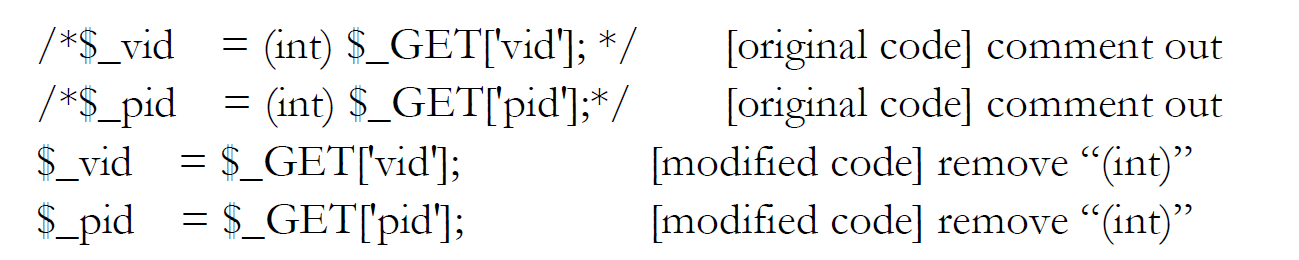 /*$_vid = (int) $_GET['vid']; */ [original code] comment out
/*$_pid = (int) $_GET['pid'];*/ [original code] comment out
$_vid = $_GET['vid']; [modified code] remove “(int)”
$_pid = $_GET['pid']; [modified code] remove “(int)”